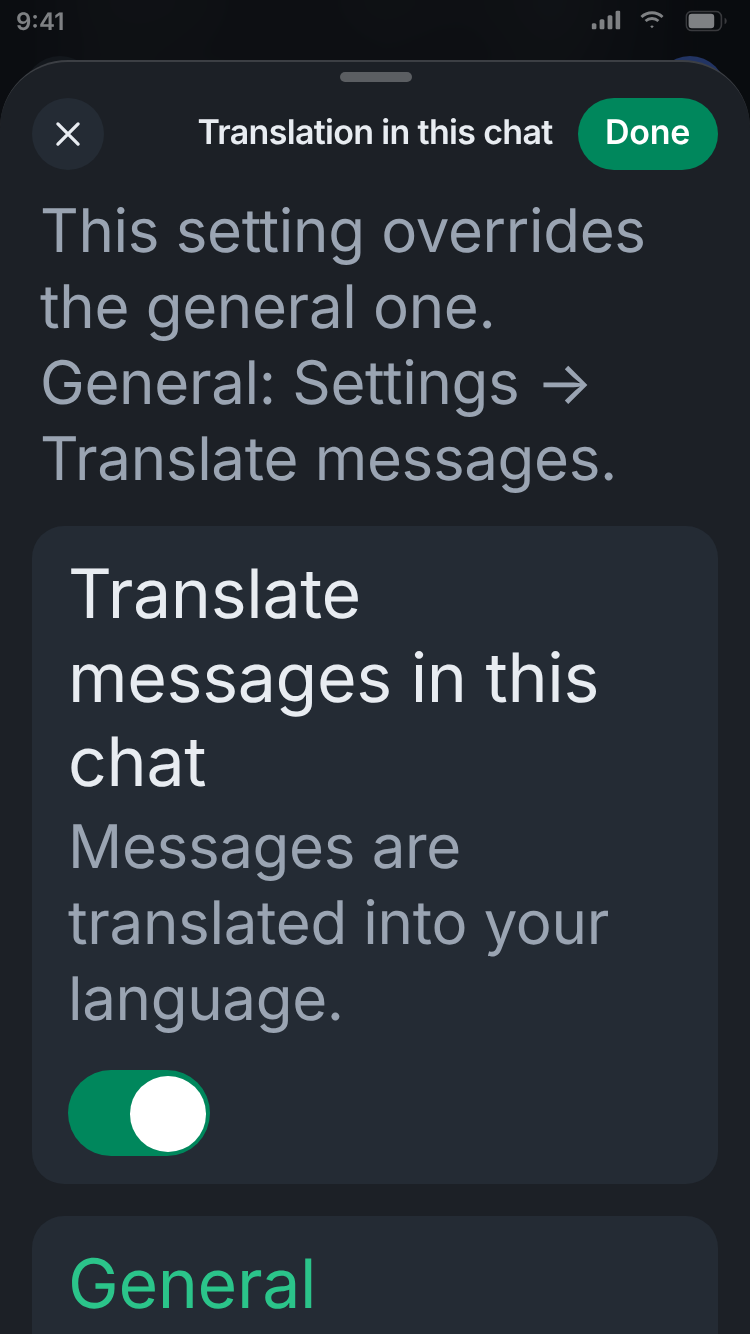 9:41
Translation in this chat
Done
This setting overrides
the general one.
General: Settings →
Translate messages.
Translate
messages in this
chat
Messages are
translated into your
language.
General